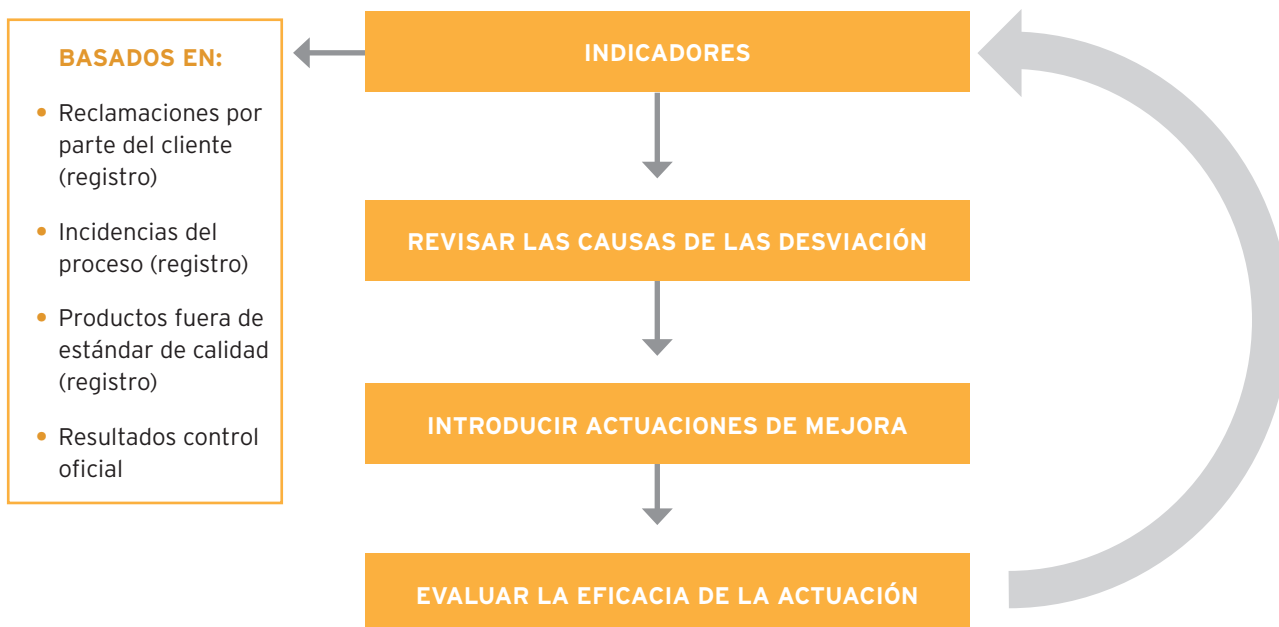 BASADOS EN:
• Reclamaciones por
parte del cliente
(registro)
• Incidencias del
proceso (registro)
• Productos fuera de
estándar de calidad
(registro)
• Resultados control
oficial
INDICADORES
REVISAR LAS CAUSAS DE LAS DESVIACIÓN
INTRODUCIR ACTUACIONES DE MEJORA
EVALUAR LA EFICACIA DE LA ACTUACIÓN